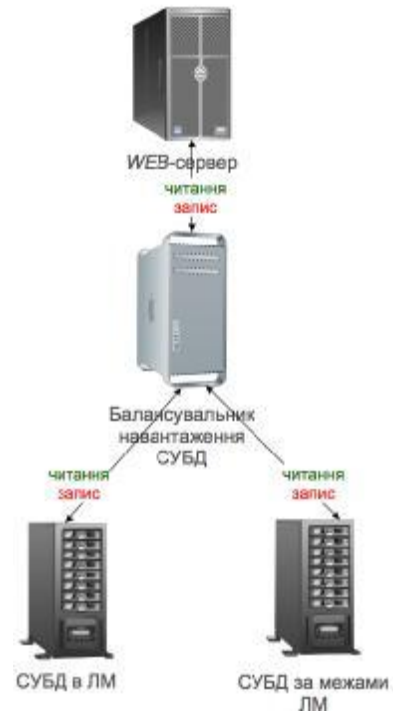 WEB-сервер
читання
запис
Балансувальник
навантаження
СУБД
читання
запис
читання
запис
СУБД в ЛМ
СУБД за межами
ЛМ